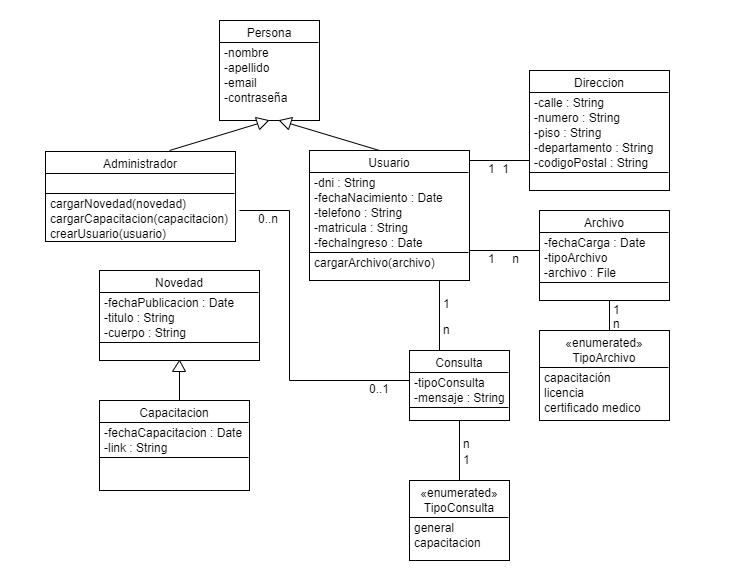 Persona
-nombre
-apellido
-email
-contraseña
Direccion
-calle : String
-numero : String
-piso : String
-departamento : String
-codigoPostal : String
Administrador
cargarNovedad(novedad)
cargarCapacitacion(capacitacion)
crearUsuario(usuario)
Usuario
-dni : String
-fechaNacimiento : Date
-telefono : String
-matricula : String
-fechaIngreso : Date
cargarArchivo(archivo)
1 1
0..n
Archivo
-fechaCarga : Date
-tipoArchivo
-archivo : File
1 n
Novedad
-fechaPublicacion : Date
-titulo : String
-cuerpo : String
1
n
1
n
«enumerated»
TipoArchivo
capacitación
licencia
certificado medico
Consulta
-tipoConsulta
-mensaje : String
0..1
Capacitacion
-fechaCapacitacion : Date
-link : String
n
1
«enumerated»
TipoConsulta
general
capacitacion